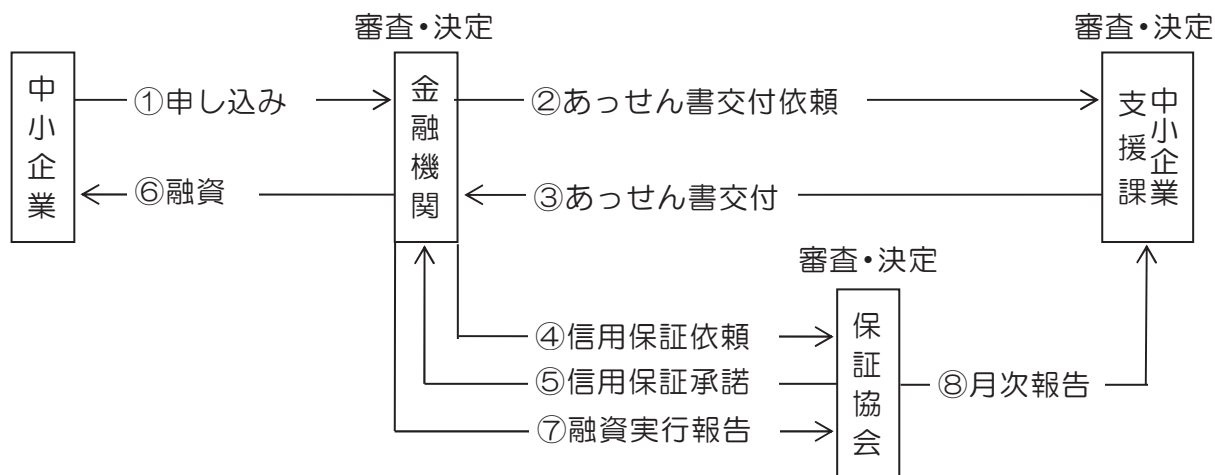 審査・決定
審査・決定
中小企業
①申し込み
金融機関
②あっせん書交付依頼
中小企業
支援課
⑥融資
③あっせん書交付
審査・決定
④信用保証依頼
保証協会
⑤信用保証承諾
⑧月次報告
⑦融資実行報告